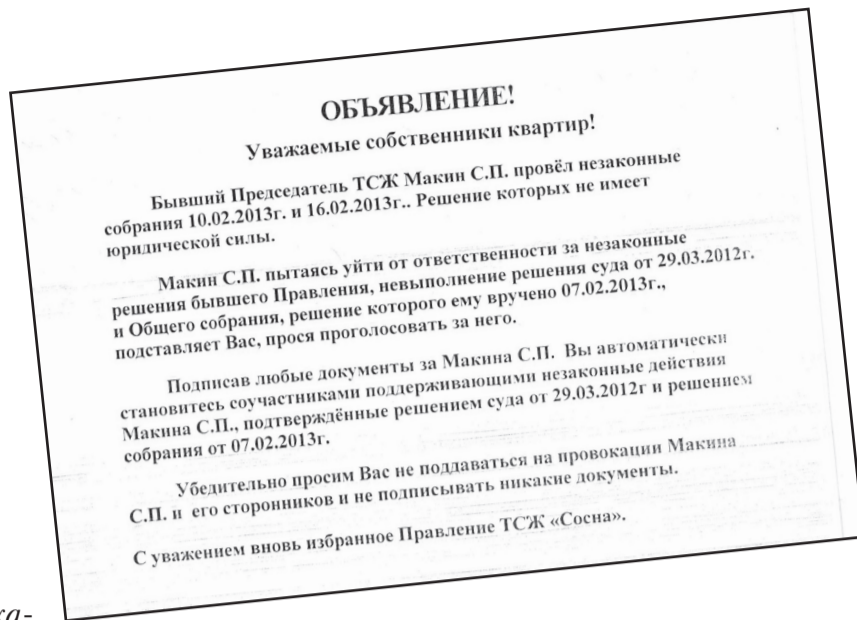 ОБЪЯВЛЕНИЕ!
Уважаемые собственники квартир!
Бывший Председатель ТСЖ Макин С.П. провёл незаконные
собрания 10.02.2013г. и 16.02.2013г.. Решение которых не имеет
юридической силы.
Макин С.П. пытаясь уйти от ответственности за незаконные
решения бывшего Правления, невыполнение решения суда от 29.03.2012г.
и Общего собрания, решение которого ему вручено 07.02.2013г.,
подставляет Вас, прося проголосовать за него.
Подписав любые документы за Макина С.П. Вы автоматически
становитесь соучастниками поддерживающими незаконные действия
Макина С.П., подтверждённые решением суда от 29.03.2012г и решением
собрания от 07.02.2013г.
Убедительно просим Вас не поддаваться на провокации Макина
С.П. и его сторонников и не подписывать никакие документы.
С уважением вновь избранное Правление ТСЖ «Сосна».
ка-